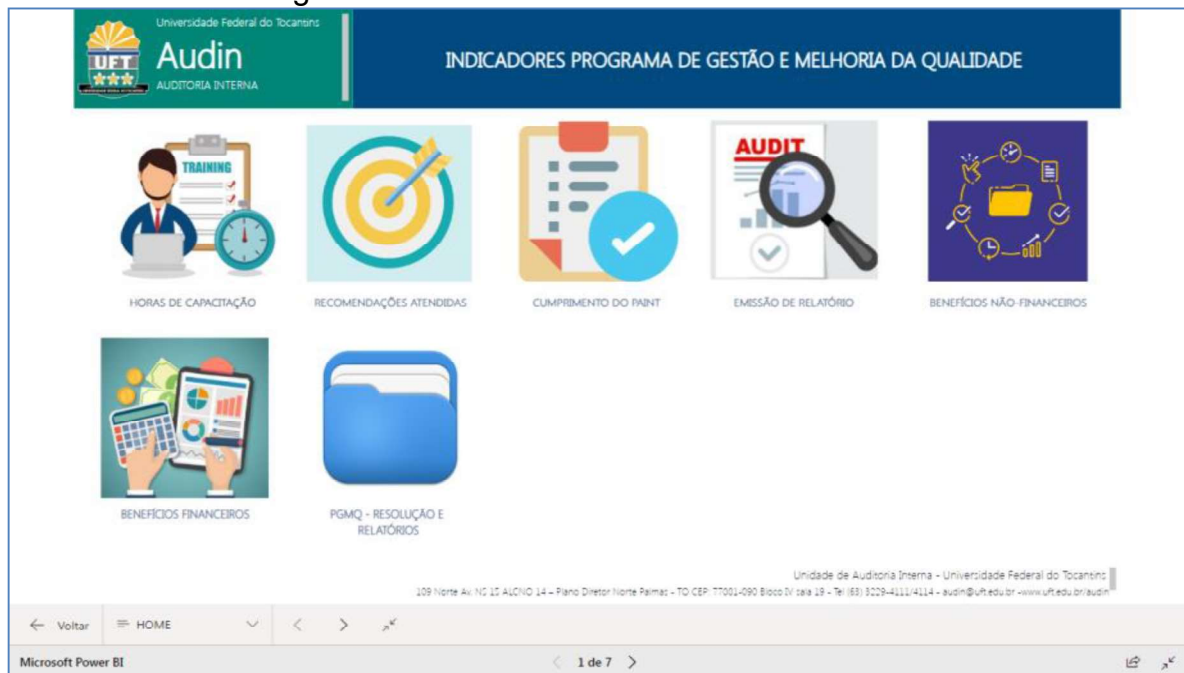 Universidade Federal do Tocantins
Audin
AUDITORIA INTERNA
UFT
INDICADORES PROGRAMA DE GESTÃO E MELHORIA DA QUALIDADE
TRAINING
AUDIT
HORAS DE CAPACITAÇÃO
RECOMENDAÇÕES ATENDIDAS
CUMPRIMENTO DO PAINT
EMISSÃO DE RELATÓRIO
BENEFÍCIOS NÃO-FINANCEIROS
BENEFÍCIOS FINANCEIROS
PGMQ - RESOLUÇÃO E
RELATÓRIOS
Unidade de Auditoria Interna - Universidade Federal do Tocantins
109 Norte Av. NS 15 ALCNO 14 – Plano Diretor Norte Palmas - TO CEP: 77001-090 Bloco IV sala 19 - Tel (63) 3229-4111/4114 - audin@uft.edu.br -www.uft.edu.br/audin
Voltar
HOME
Microsoft Power BI
1 de 7